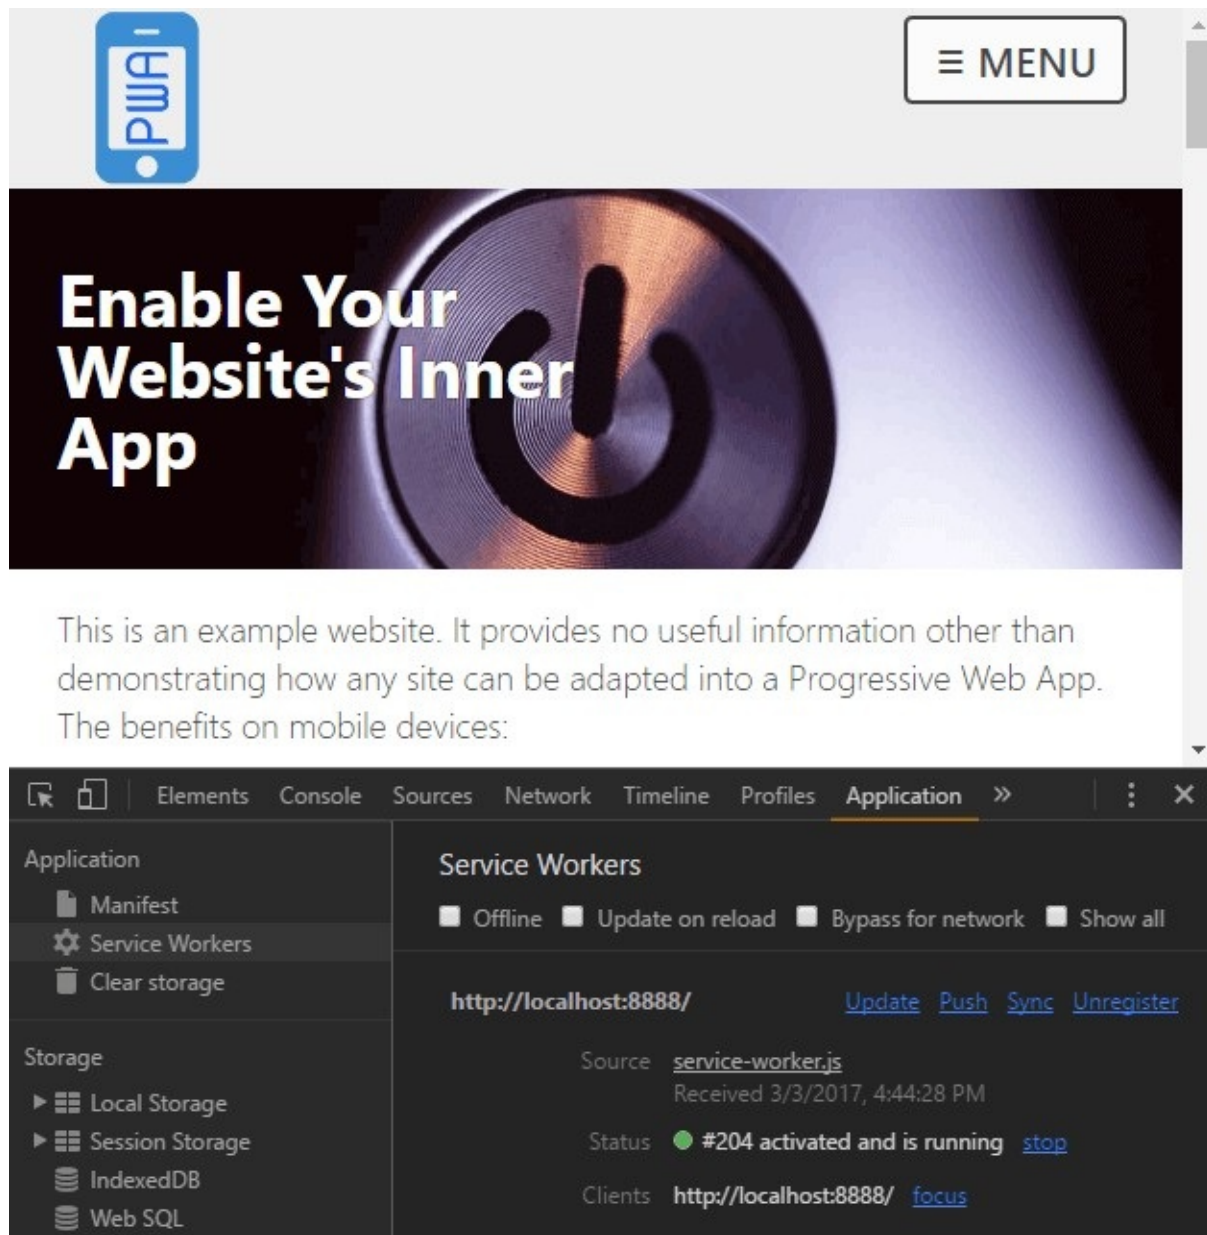 PWA
☰ MENU
Enable Your
Website's Inner
App
This is an example website. It provides no useful information other than
demonstrating how any site can be adapted into a Progressive Web App.
The benefits on mobile devices:
Elements Console Sources Network Timeline Profiles Application »
Application
Manifest
Service Workers
Clear storage
Storage
Local Storage
Session Storage
IndexedDB
Web SQL
Service Workers
Offline Update on reload Bypass for network Show all
http://localhost:8888/ Update Push Sync Unregister
Source service-worker.js
Received 3/3/2017, 4:44:28 PM
Status #204 activated and is running stop
Clients http://localhost:8888/ focus